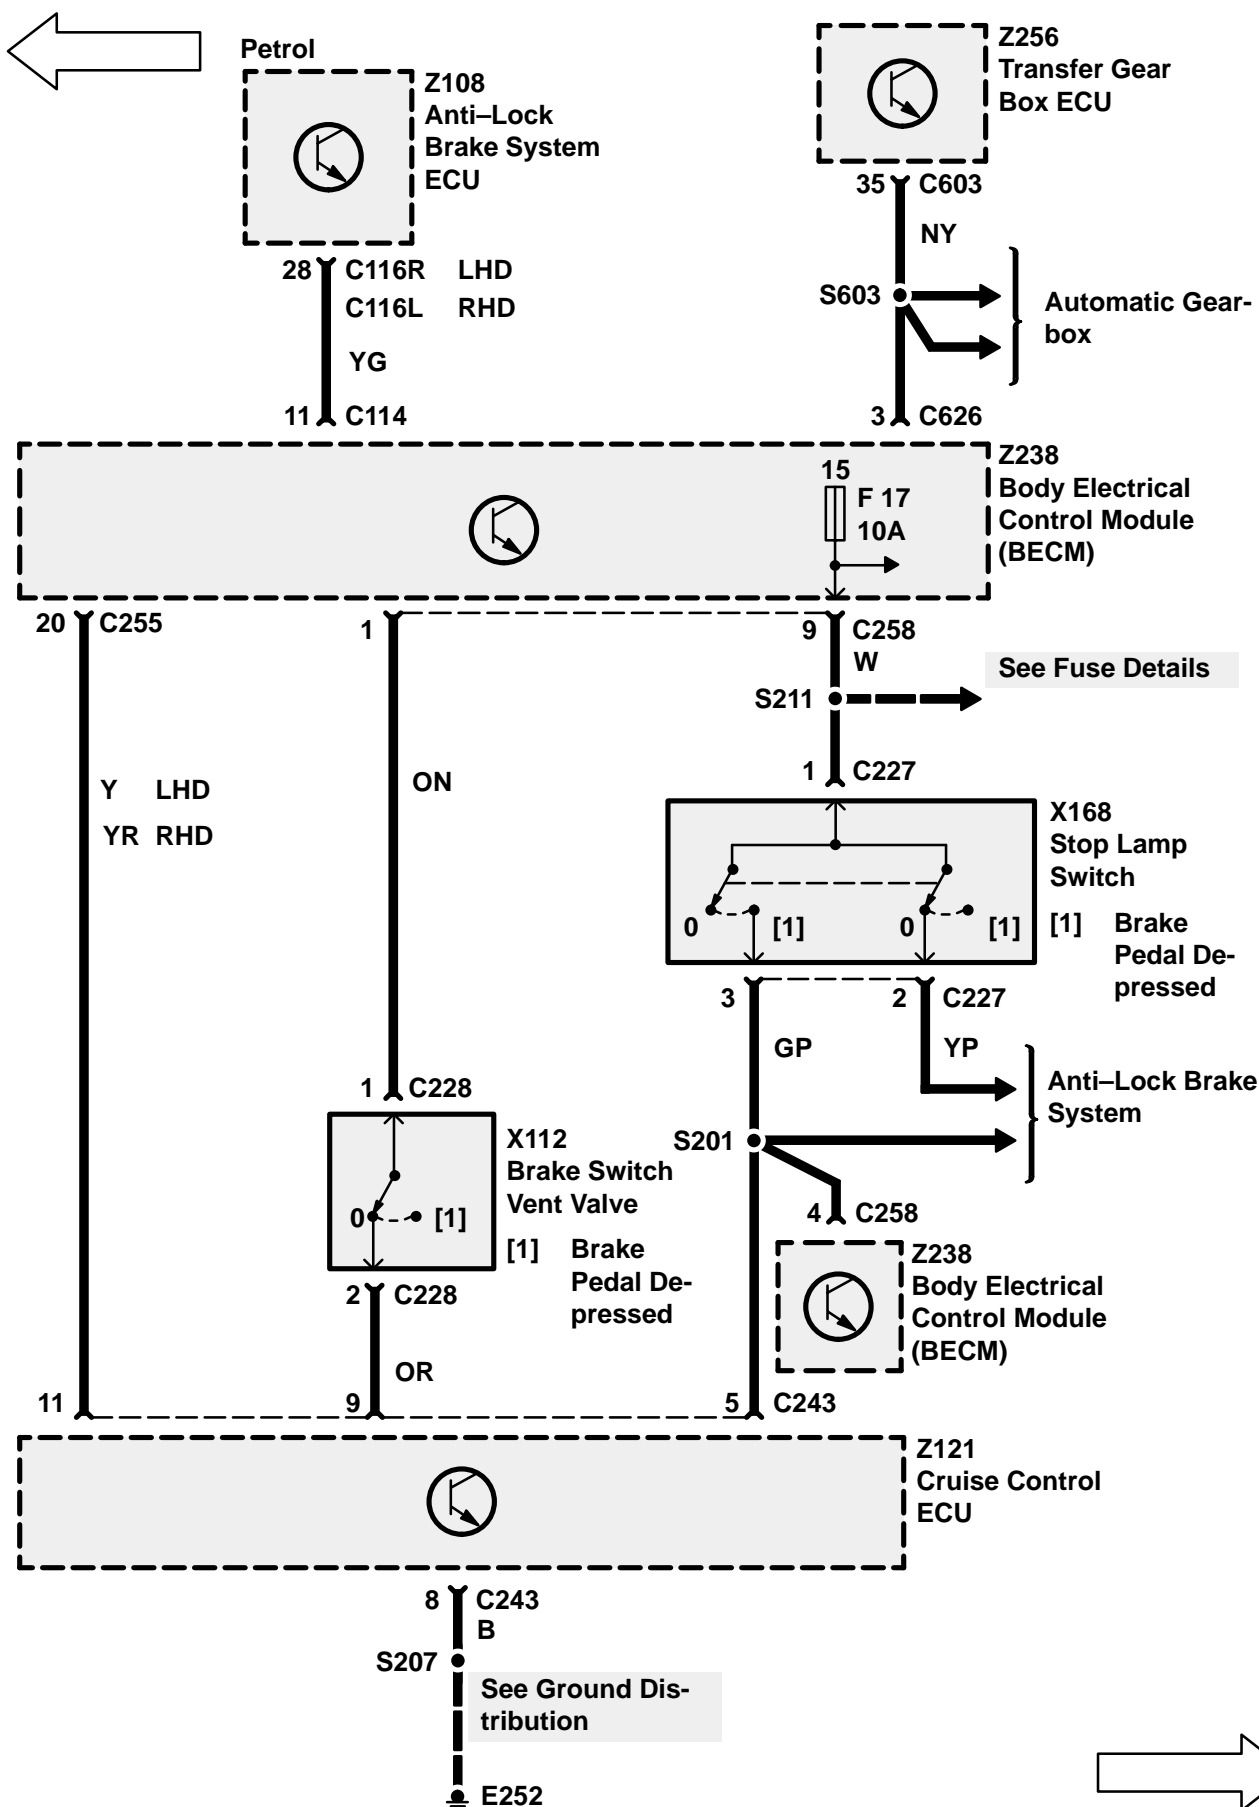 Petrol
Z108
Anti–Lock
Brake System
ECU
Z256
Transfer Gear
Box ECU
35 C603
NY
28 C116R LHD
C116L RHD
YG
S603
Automatic Gear-
box
11 C114
3 C626
Z238
Body Electrical
Control Module
(BECM)
15
F 17
10A
20 C255
1
9 C258
W
See Fuse Details
S211
1 C227
Y LHD
YR RHD
ON
X168
Stop Lamp
Switch
0 [1] 0 [1]
[1] Brake
Pedal De-
pressed
3 2 C227
GP YP
Anti–Lock Brake
System
1 C228
S201
X112
Brake Switch
Vent Valve
0 [1]
[1] Brake
Pedal De-
pressed
4 C258
Z238
Body Electrical
Control Module
(BECM)
2 C228
OR
11 9 5 C243
Z121
Cruise Control
ECU
8 C243
B
S207
See Ground Dis-
tribution
E252